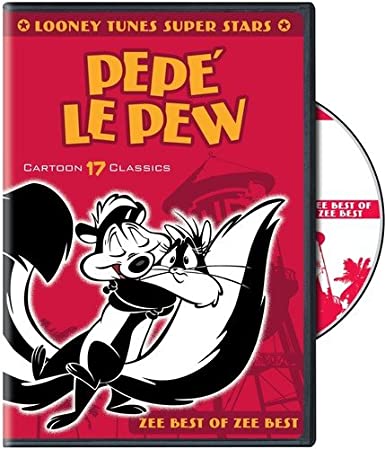 LOONEY TUNES SUPER STARS
PEPÉ
LE PEW
CARTOON 17 CLASSICS
ZEE BEST OF ZEE BEST
ZEE BEST OF
ZEE BEST